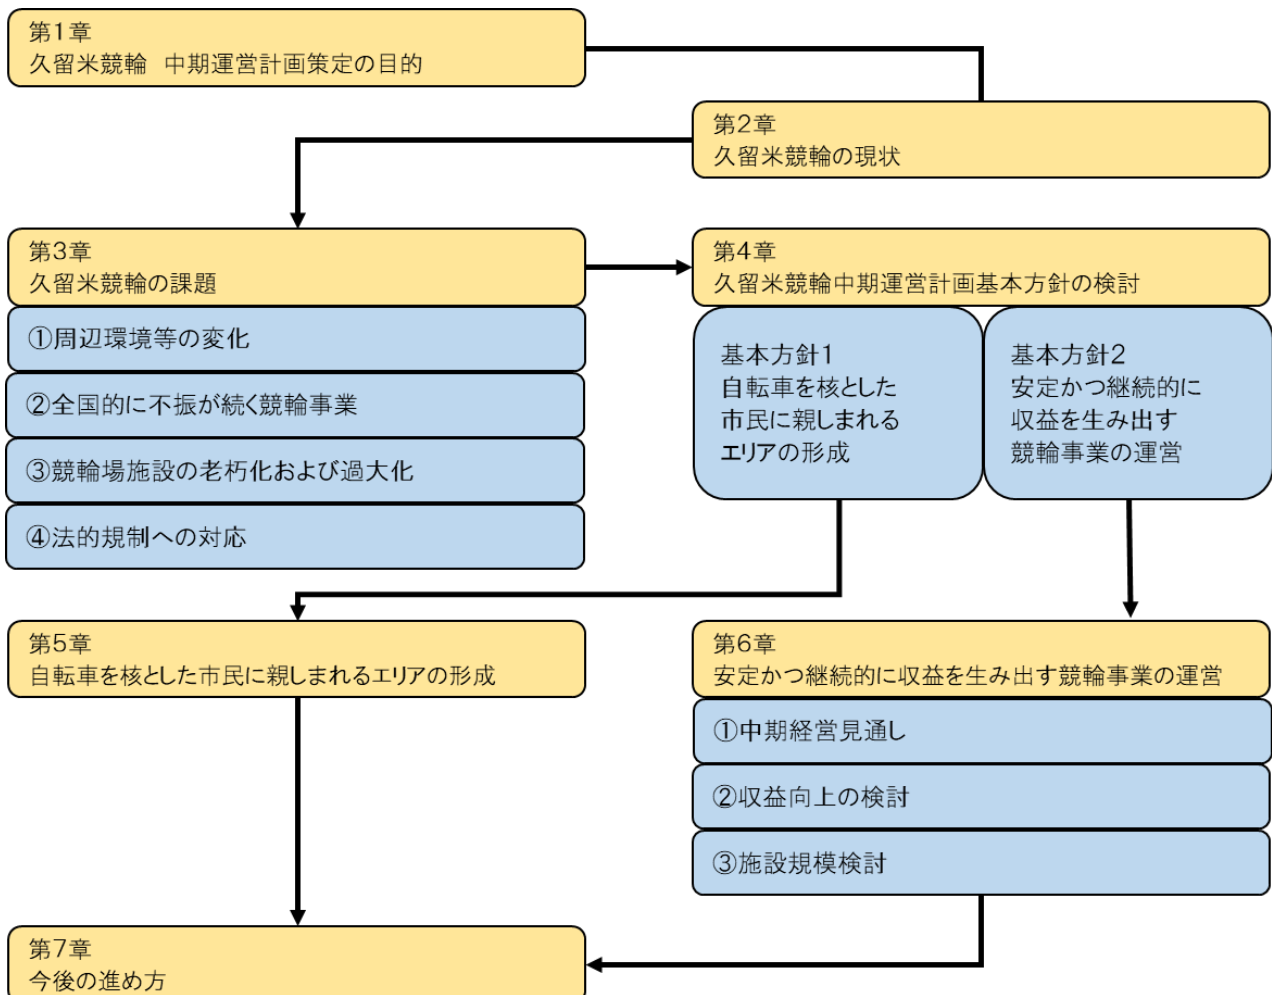 第1章
久留米競輪　中期運営計画策定の目的
第2章
久留米競輪の現状
第3章
久留米競輪の課題
①周辺環境等の変化
②全国的に不振が続く競輪事業
③競輪場施設の老朽化および過大化
④法的規制への対応
第4章
久留米競輪中期運営計画基本方針の検討
基本方針1
自転車を核とした
市民に親しまれる
エリアの形成
基本方針2
安定かつ継続的に
収益を生み出す
競輪事業の運営
第5章
自転車を核とした市民に親しまれるエリアの形成
第6章
安定かつ継続的に収益を生み出す競輪事業の運営
①中期経営見通し
②収益向上の検討
③施設規模検討
第7章
今後の進め方